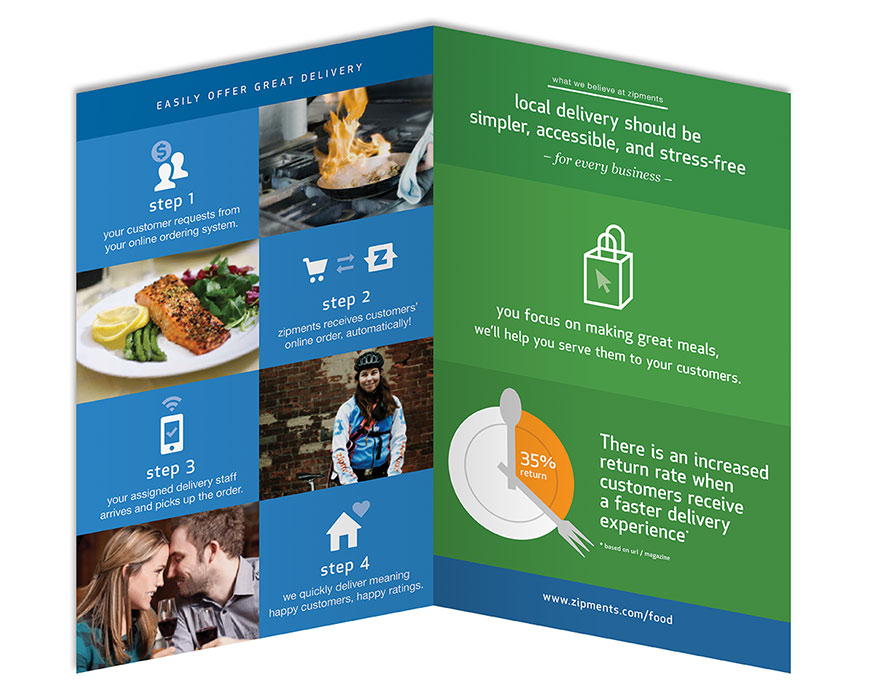 EASILY OFFER GREAT DELIVERY
step 1
your customer requests from
your online ordering system.
Z
step 2
zipments receives customers'
online order, automatically!
step 3
your assigned delivery staff
arrives and picks up the order.
zipments
step 4
we quickly deliver meaning
happy customers, happy ratings.
what we believe at zipments
local delivery should be
simpler, accessible, and stress-free
– for every business –
you focus on making great meals,
we'll help you serve them to your customers.
35%
return
There is an increased
return rate when
customers receive
a faster delivery
experience*
* based on url / magazine
www.zipments.com/food